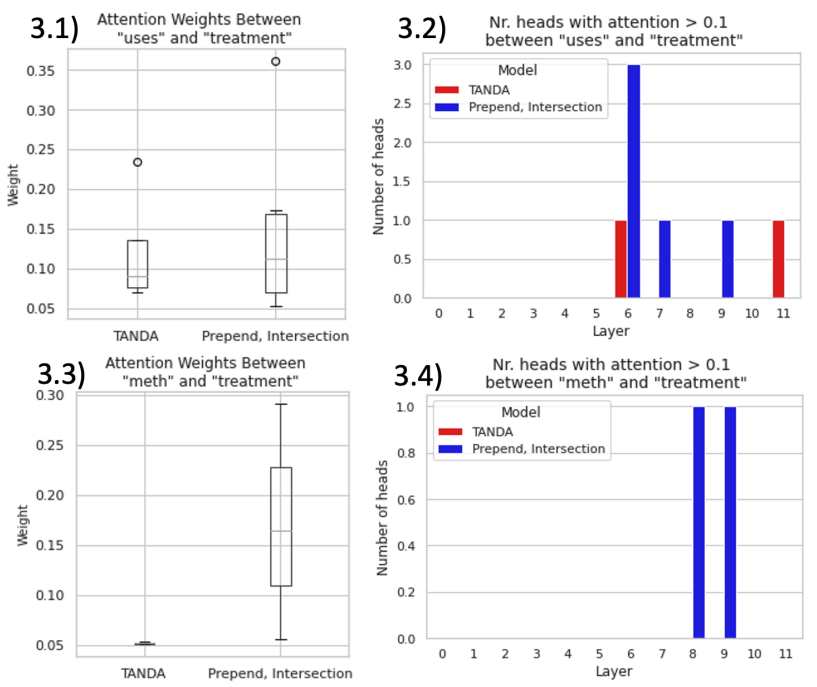 3.1)
Attention Weights Between
"uses" and "treatment"
Weight
0.35
0.30
0.25
0.20
0.15
0.10
0.05
TANDA
Prepend, Intersection
3.2)
Nr. heads with attention > 0.1
between "uses" and "treatment"
Number of heads
3.0
2.5
2.0
1.5
1.0
0.5
0.0
Model
TANDA
Prepend, Intersection
0 1 2 3 4 5 6 7 8 9 10 11
Layer
3.3)
Attention Weights Between
"meth" and "treatment"
Weight
0.30
0.25
0.20
0.15
0.10
0.05
TANDA
Prepend, Intersection
3.4)
Nr. heads with attention > 0.1
between "meth" and "treatment"
Number of heads
1.0
0.8
0.6
0.4
0.2
0.0
Model
TANDA
Prepend, Intersection
0 1 2 3 4 5 6 7 8 9 10 11
Layer